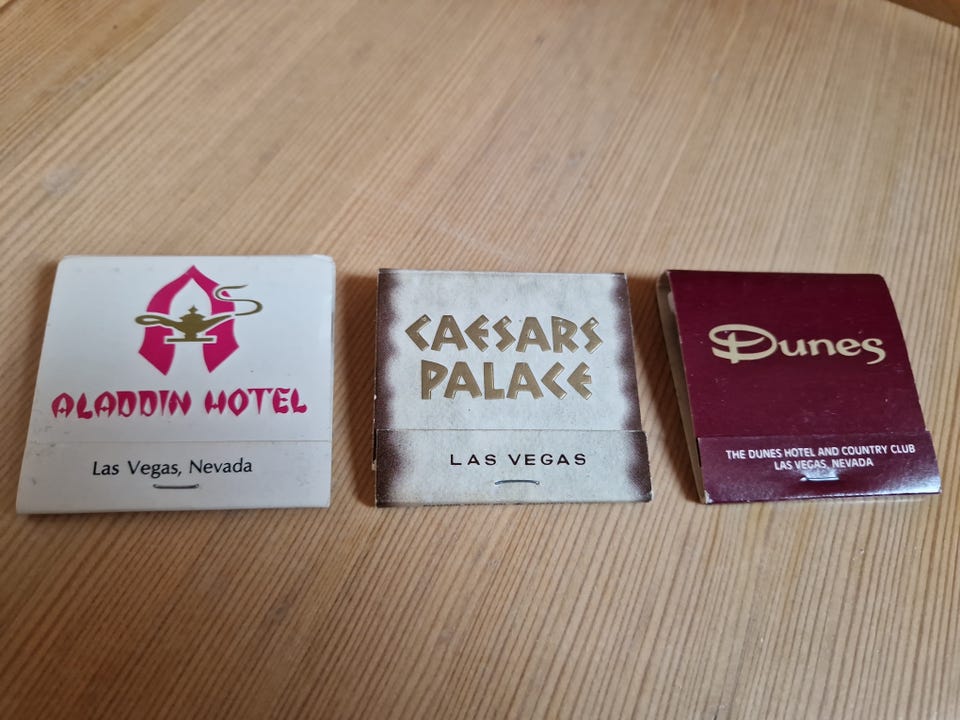 ALADDIN HOTEL
Las Vegas, Nevada
CAESARS
PALACE
LAS VEGAS
Dunes
THE DUNES HOTEL AND COUNTRY CLUB
LAS VEGAS, NEVADA